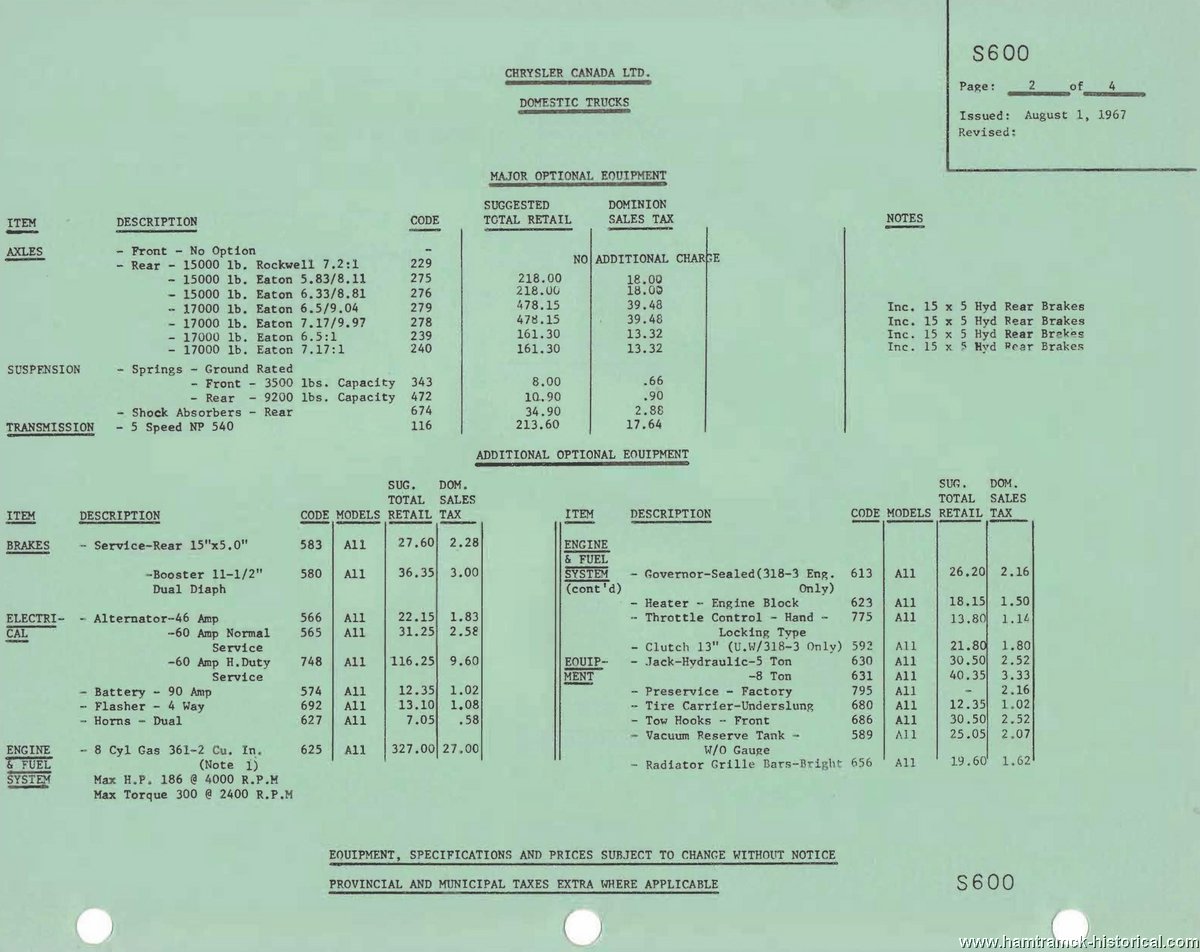 S600
CHRYSLER CANADA LTD.
DOMESTIC TRUCKS
Page: 2 of 4
Issued: August 1, 1967
Revised:
MAJOR OPTIONAL EQUIPMENT
SUGGESTED DOMINION
ITEM DESCRIPTION CODE TOTAL RETAIL SALES TAX NOTES
AXLES - Front - No Option -
- Rear - 15000 lb. Rockwell 7.2:1 229 NO ADDITIONAL CHARGE
- 15000 lb. Eaton 5.83/8.11 275 218.00 18.00
- 15000 lb. Eaton 6.33/8.81 276 218.00 18.00
- 17000 lb. Eaton 6.5/9.04 279 478.15 39.48 Inc. 15 x 5 Hyd Rear Brakes
- 17000 lb. Eaton 7.17/9.97 278 478.15 39.48 Inc. 15 x 5 Hyd Rear Brakes
- 17000 lb. Eaton 6.5:1 239 161.30 13.32 Inc. 15 x 5 Hyd Rear Brakes
- 17000 lb. Eaton 7.17:1 240 161.30 13.32 Inc. 15 x 5 Hyd Rear Brakes
SUSPENSION - Springs - Ground Rated
- Front - 3500 lbs. Capacity 343 8.00 .66
- Rear - 9200 lbs. Capacity 472 10.90 .90
- Shock Absorbers - Rear 674 34.90 2.88
TRANSMISSION - 5 Speed NP 540 116 213.60 17.64
ADDITIONAL OPTIONAL EQUIPMENT
SUG. DOM.
TOTAL SALES
ITEM DESCRIPTION CODE MODELS RETAIL TAX
BRAKES - Service-Rear 15"x5.0" 583 All 27.60 2.28
-Booster 11-1/2" 580 All 36.35 3.00
Dual Diaph
ELECTRI- - Alternator-46 Amp 566 All 22.15 1.83
CAL -60 Amp Normal 565 All 31.25 2.58
Service
-60 Amp H.Duty 748 All 116.25 9.60
Service
- Battery - 90 Amp 574 All 12.35 1.02
- Flasher - 4 Way 692 All 13.10 1.08
- Horns - Dual 627 All 7.05 .58
ENGINE - 8 Cyl Gas 361-2 Cu. In. 625 All 327.00 27.00
& FUEL (Note 1)
SYSTEM Max H.P. 186 @ 4000 R.P.M
Max Torque 300 @ 2400 R.P.M
SUG. DOM.
TOTAL SALES
ITEM DESCRIPTION CODE MODELS RETAIL TAX
ENGINE
& FUEL
SYSTEM - Governor-Sealed(318-3 Eng. 613 All 26.20 2.16
(cont'd) Only)
- Heater - Engine Block 623 All 18.15 1.50
- Throttle Control - Hand - 775 All 13.80 1.14
Locking Type
- Clutch 13" (U.W/318-3 Only) 592 All 21.80 1.80
EQUIP- - Jack-Hydraulic-5 Ton 630 All 30.50 2.52
MENT -8 Ton 631 All 40.35 3.33
- Preservice - Factory 795 All - 2.16
- Tire Carrier-Underslung 680 All 12.35 1.02
- Tow Hooks - Front 686 All 30.50 2.52
- Vacuum Reserve Tank - 589 All 25.05 2.07
W/O Gauge
- Radiator Grille Bars-Bright 656 All 19.60 1.62
EQUIPMENT, SPECIFICATIONS AND PRICES SUBJECT TO CHANGE WITHOUT NOTICE
PROVINCIAL AND MUNICIPAL TAXES EXTRA WHERE APPLICABLE
S600
www.hamtramck-historical.com